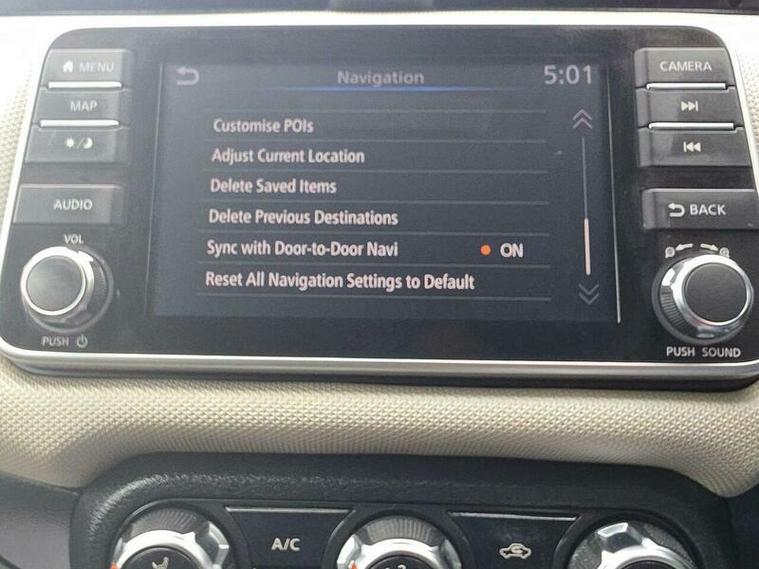 MENU
Navigation
5:01
CAMERA
MAP
Customise POIs
Adjust Current Location
Delete Saved Items
Delete Previous Destinations
AUDIO
BACK
VOL
Sync with Door-to-Door Navi
ON
Reset All Navigation Settings to Default
PUSH
PUSH SOUND
A/C